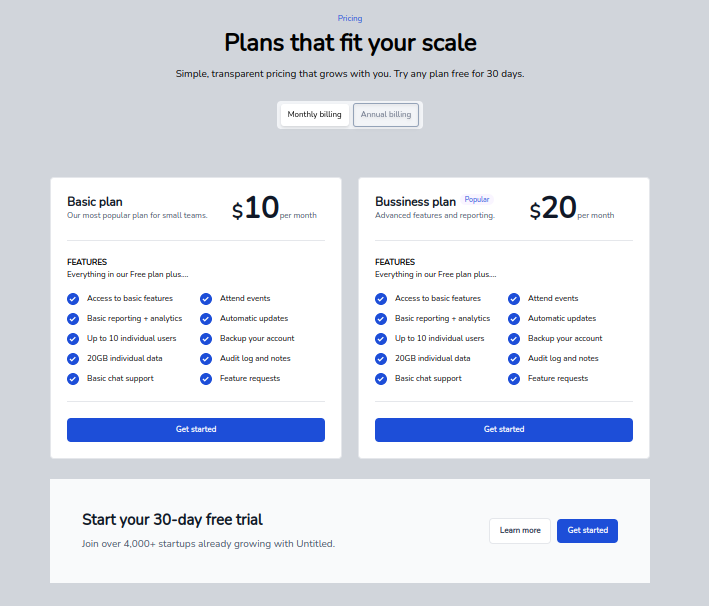 Pricing
Plans that fit your scale
Simple, transparent pricing that grows with you. Try any plan free for 30 days.
Monthly billing
Annual billing
Basic plan
Our most popular plan for small teams.
$10 per month
FEATURES
Everything in our Free plan plus....
Access to basic features
Attend events
Basic reporting + analytics
Automatic updates
Up to 10 individual users
Backup your account
20GB individual data
Audit log and notes
Basic chat support
Feature requests
Get started
Bussiness plan
Popular
Advanced features and reporting.
$20 per month
FEATURES
Everything in our Free plan plus....
Access to basic features
Attend events
Basic reporting + analytics
Automatic updates
Up to 10 individual users
Backup your account
20GB individual data
Audit log and notes
Basic chat support
Feature requests
Get started
Start your 30-day free trial
Join over 4,000+ startups already growing with Untitled.
Learn more
Get started